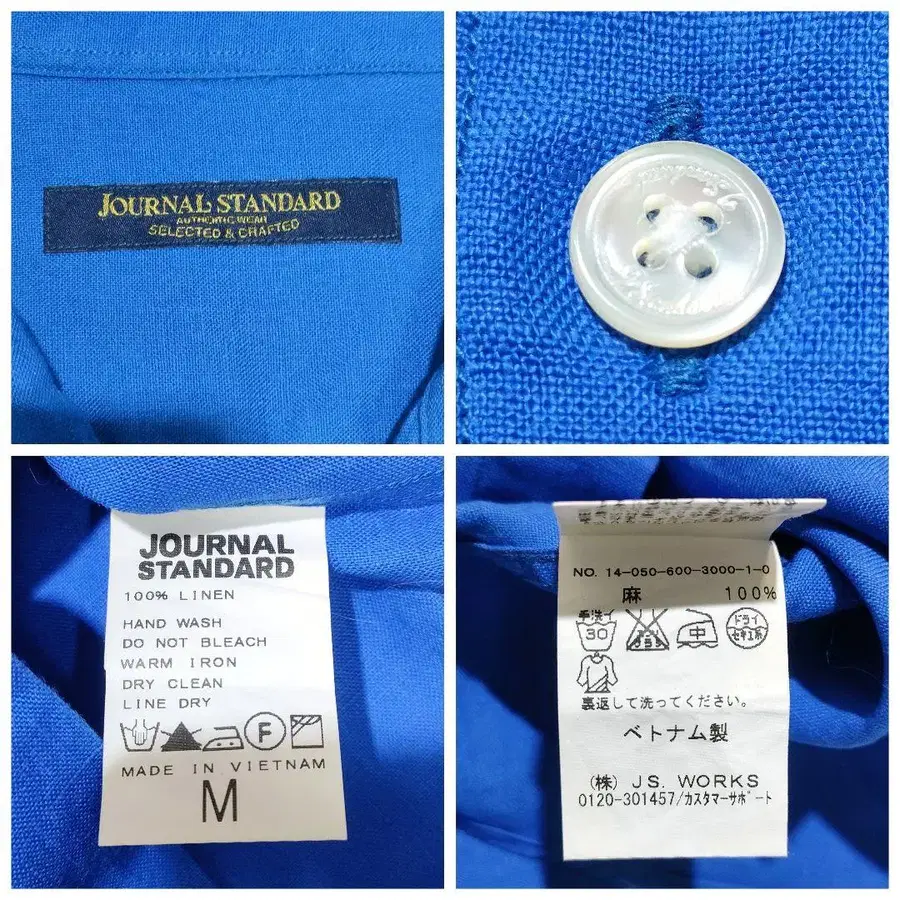 JOURNAL STANDARD
AUTHENTIC WEAR
SELECTED & CRAFTED
JOURNAL
STANDARD
100% LINEN
HAND WASH
DO NOT BLEACH
WARM IRON
DRY CLEAN
LINE DRY
F
MADE IN VIETNAM
M
NO. 14-050-600-3000-1-0
麻 100%
手洗イ
30
中
ドライ
セキユ系
裏返して洗ってください。
ベトナム製
(株) JS. WORKS
0120-301457/カスタマーサポート